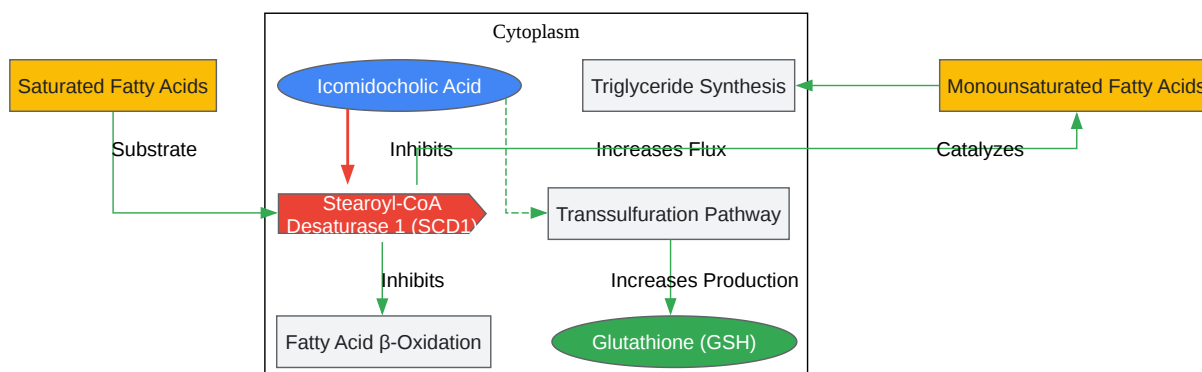 Cytoplasm
Saturated Fatty Acids
Icomidocholic Acid
Triglyceride Synthesis
Monounsaturated Fatty Acids
Substrate
Inhibits
Increases Flux
Catalyzes
Stearoyl-CoA
Desaturase 1 (SCD1)
Transsulfuration Pathway
Inhibits
Increases Production
Fatty Acid β-Oxidation
Glutathione (GSH)